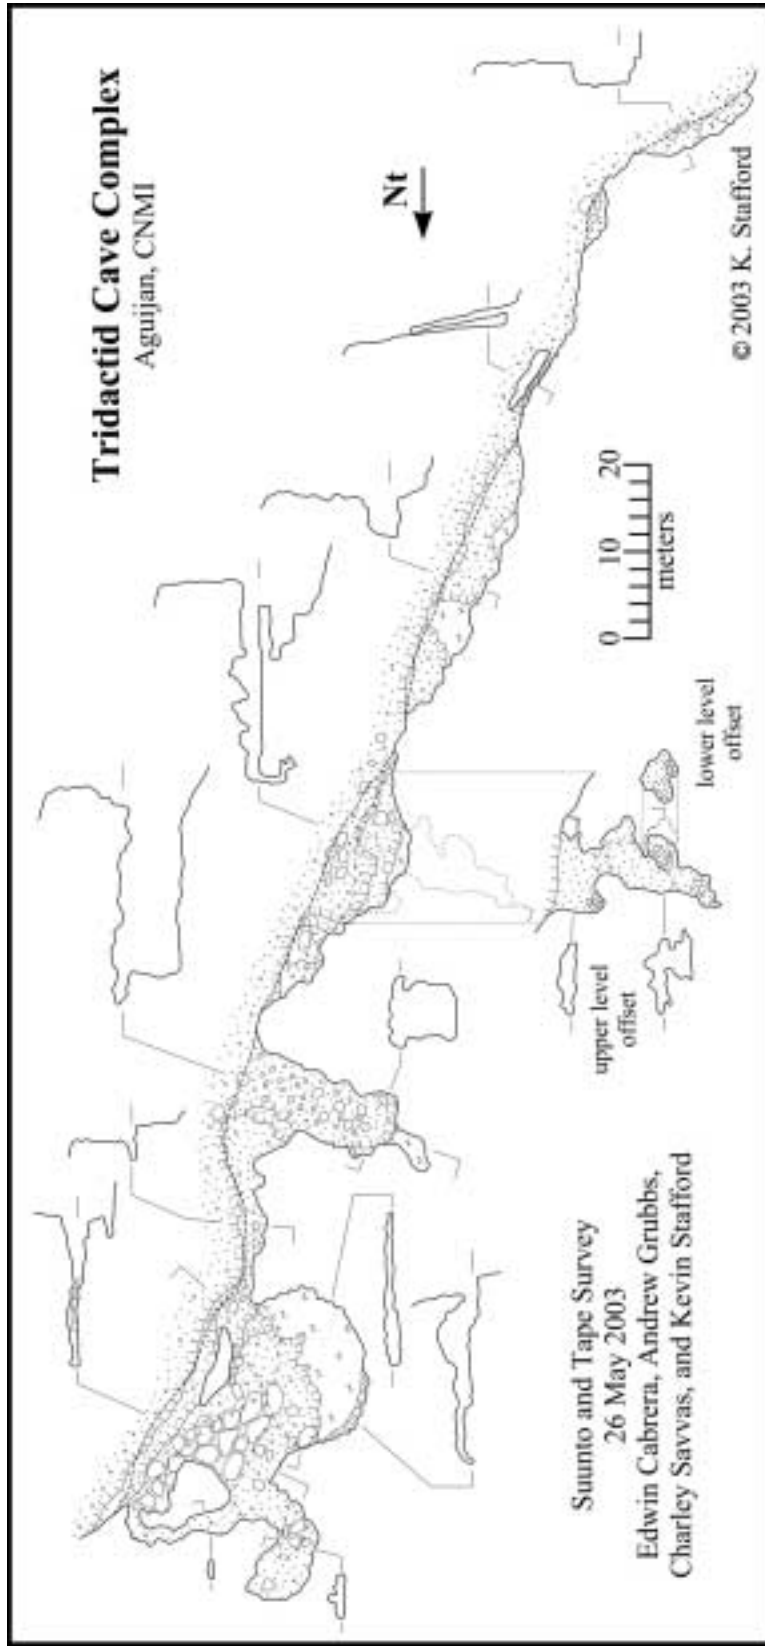 Tridactid Cave Complex
Aguijan, CNMI
Nt
0 10 20
meters
lower level
offset
upper level
offset
Suunto and Tape Survey
26 May 2003
Edwin Cabrera, Andrew Grubbs,
Charley Savvas, and Kevin Stafford
© 2003 K. Stafford